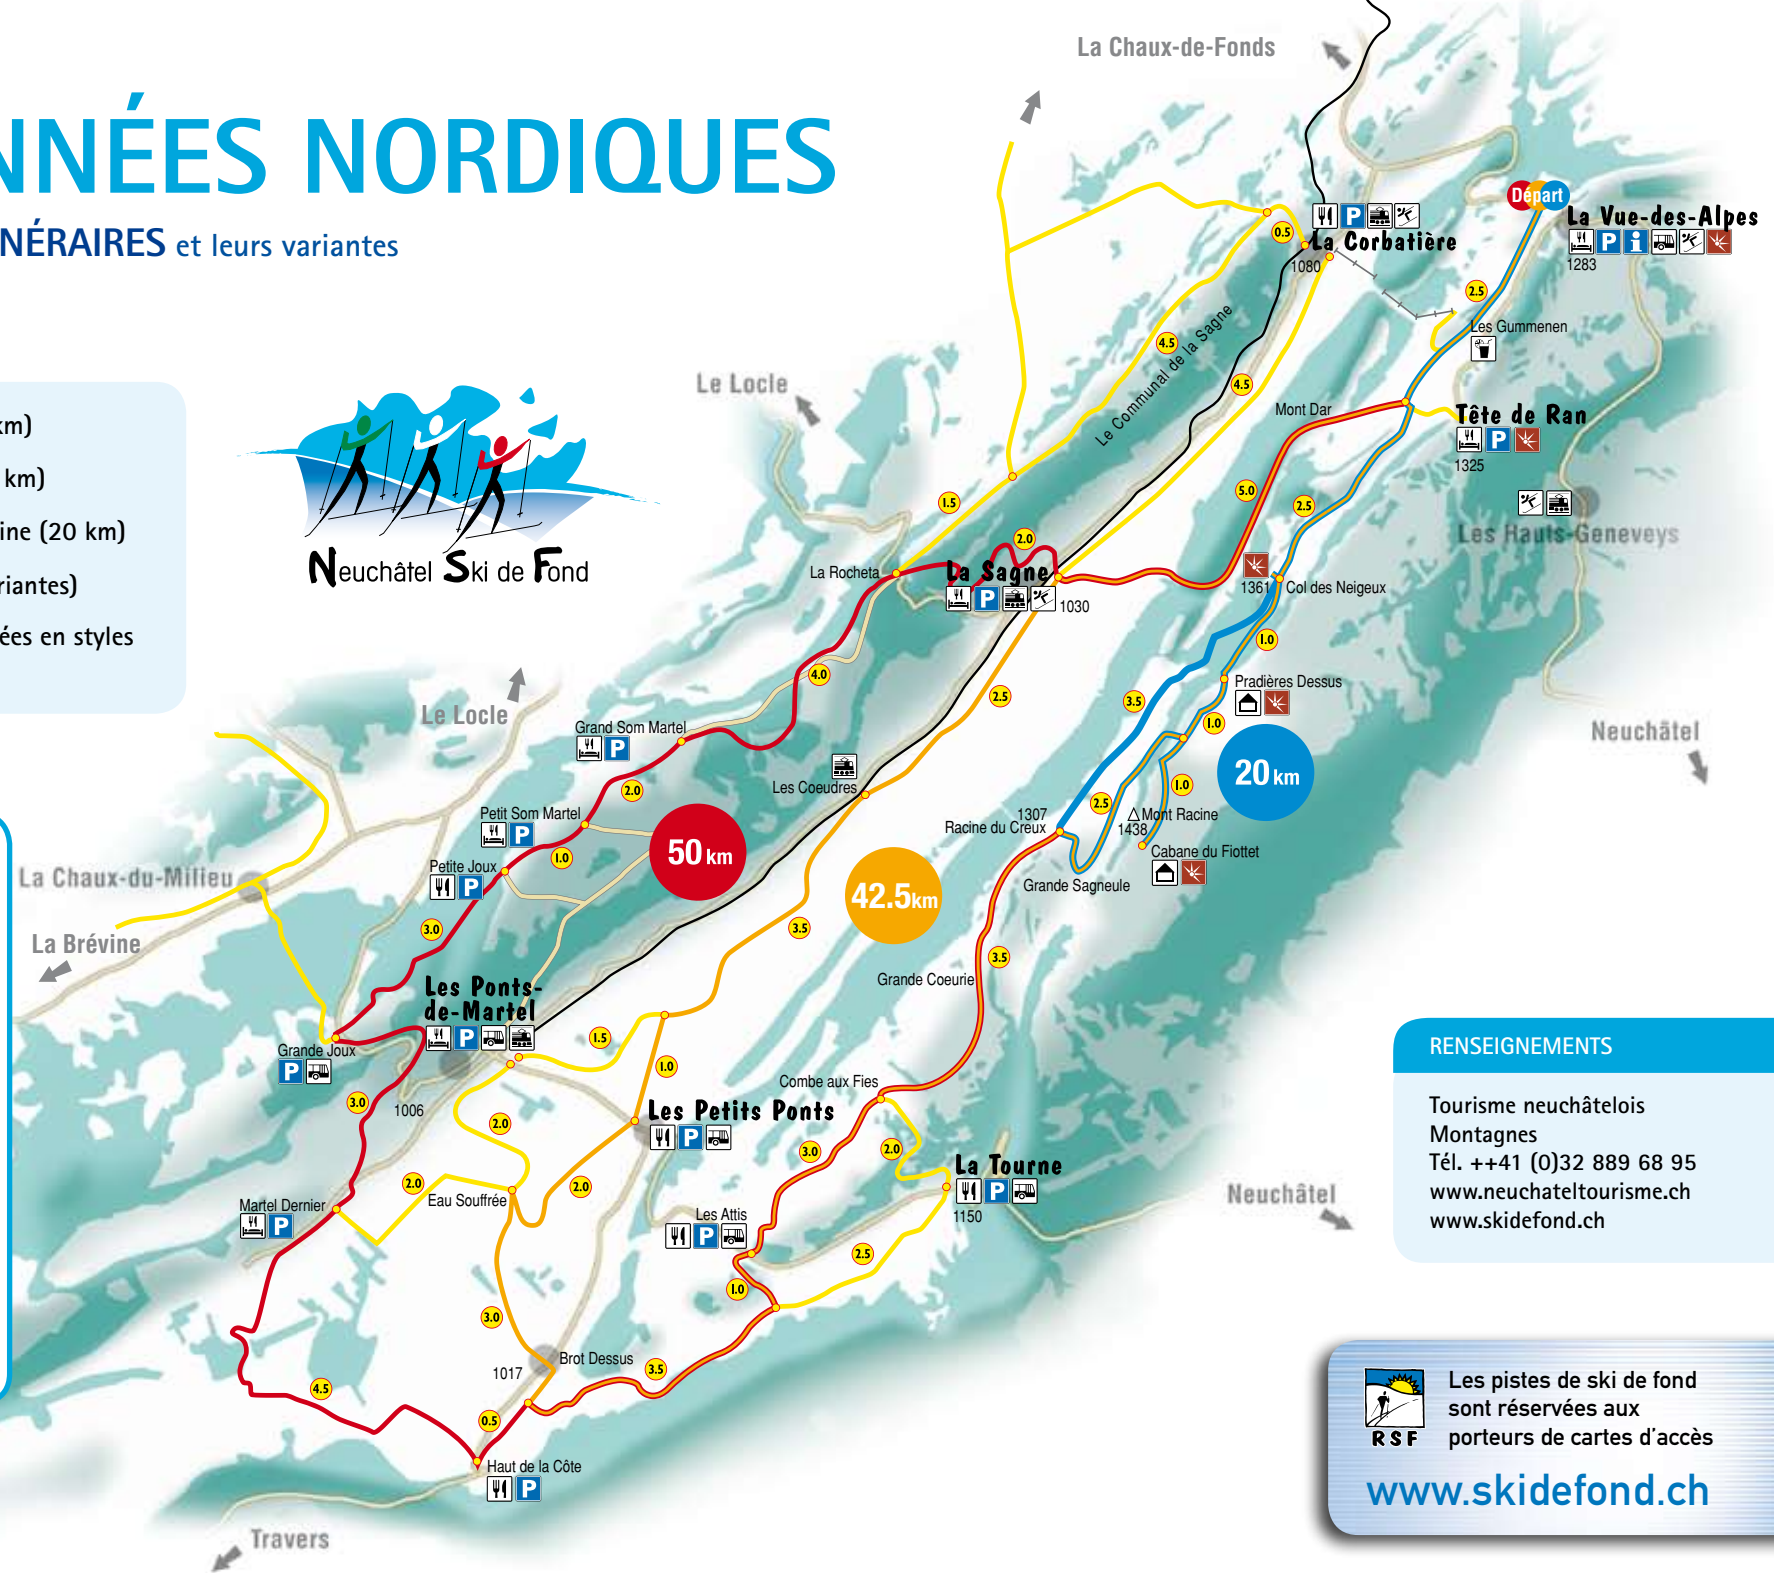 NNÉES NORDIQUES
NÉRAIRES et leurs variantes
km)
km)
ine (20 km)
riantes)
ées en styles
Neuchâtel Ski de Fond
La Chaux-de-Fonds
Départ
La Vue-des-Alpes
P i
1283
P
La Corbatière
1080
0.5
2.5
Les Gummenen
4.5
Le Communal de la Sagne
4.5
Le Locle
Mont Dar
Tête de Ran
P
1325
1.5
5.0
2.5
Les Hauts-Geneveys
2.0
La Rocheta
La Sagne
P
1030
1361
Col des Neigeux
1.0
4.0
2.5
3.5
Pradières Dessus
1.0
Le Locle
Grand Som Martel
P
Neuchâtel
20 km
Les Coeudres
2.0
1.0
2.5
Petit Som Martel
P
1307
Racine du Creux
Mont Racine
1438
50 km
1.0
Petite Joux
P
Cabane du Fiottet
Grande Sagneule
La Chaux-du-Milieu
42.5km
3.0
3.5
La Brévine
3.5
Grande Coeurie
Les Ponts-
de-Martel
P
1.5
Grande Joux
P
1.0
Combe aux Fies
3.0
1006
Les Petits Ponts
P
2.0
3.0
2.0
La Tourne
P
1150
2.0
2.0
Eau Souffrée
Martel Dernier
P
Les Attis
P
Neuchâtel
2.5
1.0
3.0
Brot Dessus
1017
3.5
4.5
0.5
Haut de la Côte
P
Travers
RENSEIGNEMENTS
Tourisme neuchâtelois
Montagnes
Tél. ++41 (0)32 889 68 95
www.neuchateltourisme.ch
www.skidefond.ch
RSF
Les pistes de ski de fond
sont réservées aux
porteurs de cartes d'accès
www.skidefond.ch